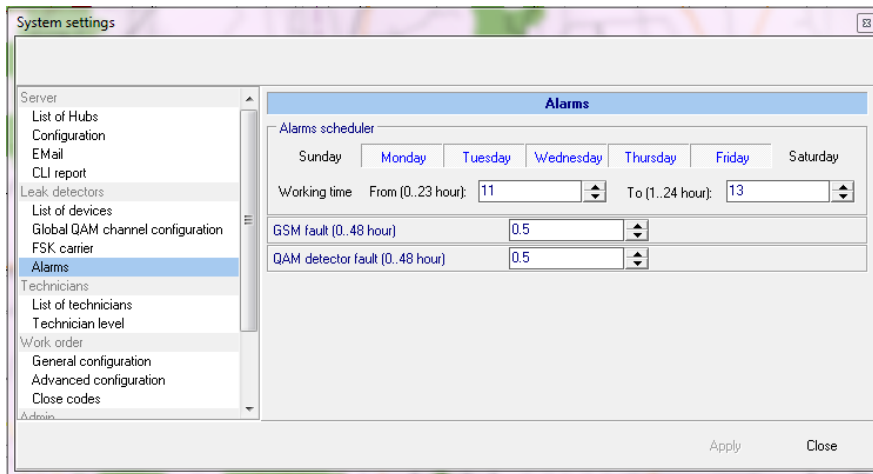 System settings
Server
List of Hubs
Configuration
EMail
CLI report
Leak detectors
List of devices
Global QAM channel configuration
FSK carrier
Alarms
Technicians
List of technicians
Technician level
Work order
General configuration
Advanced configuration
Close codes
Admin
Alarms
Alarms scheduler
Sunday Monday Tuesday Wednesday Thursday Friday Saturday
Working time From (0..23 hour): 11 To (1..24 hour): 13
GSM fault (0..48 hour) 0.5
QAM detector fault (0..48 hour) 0.5
Apply Close